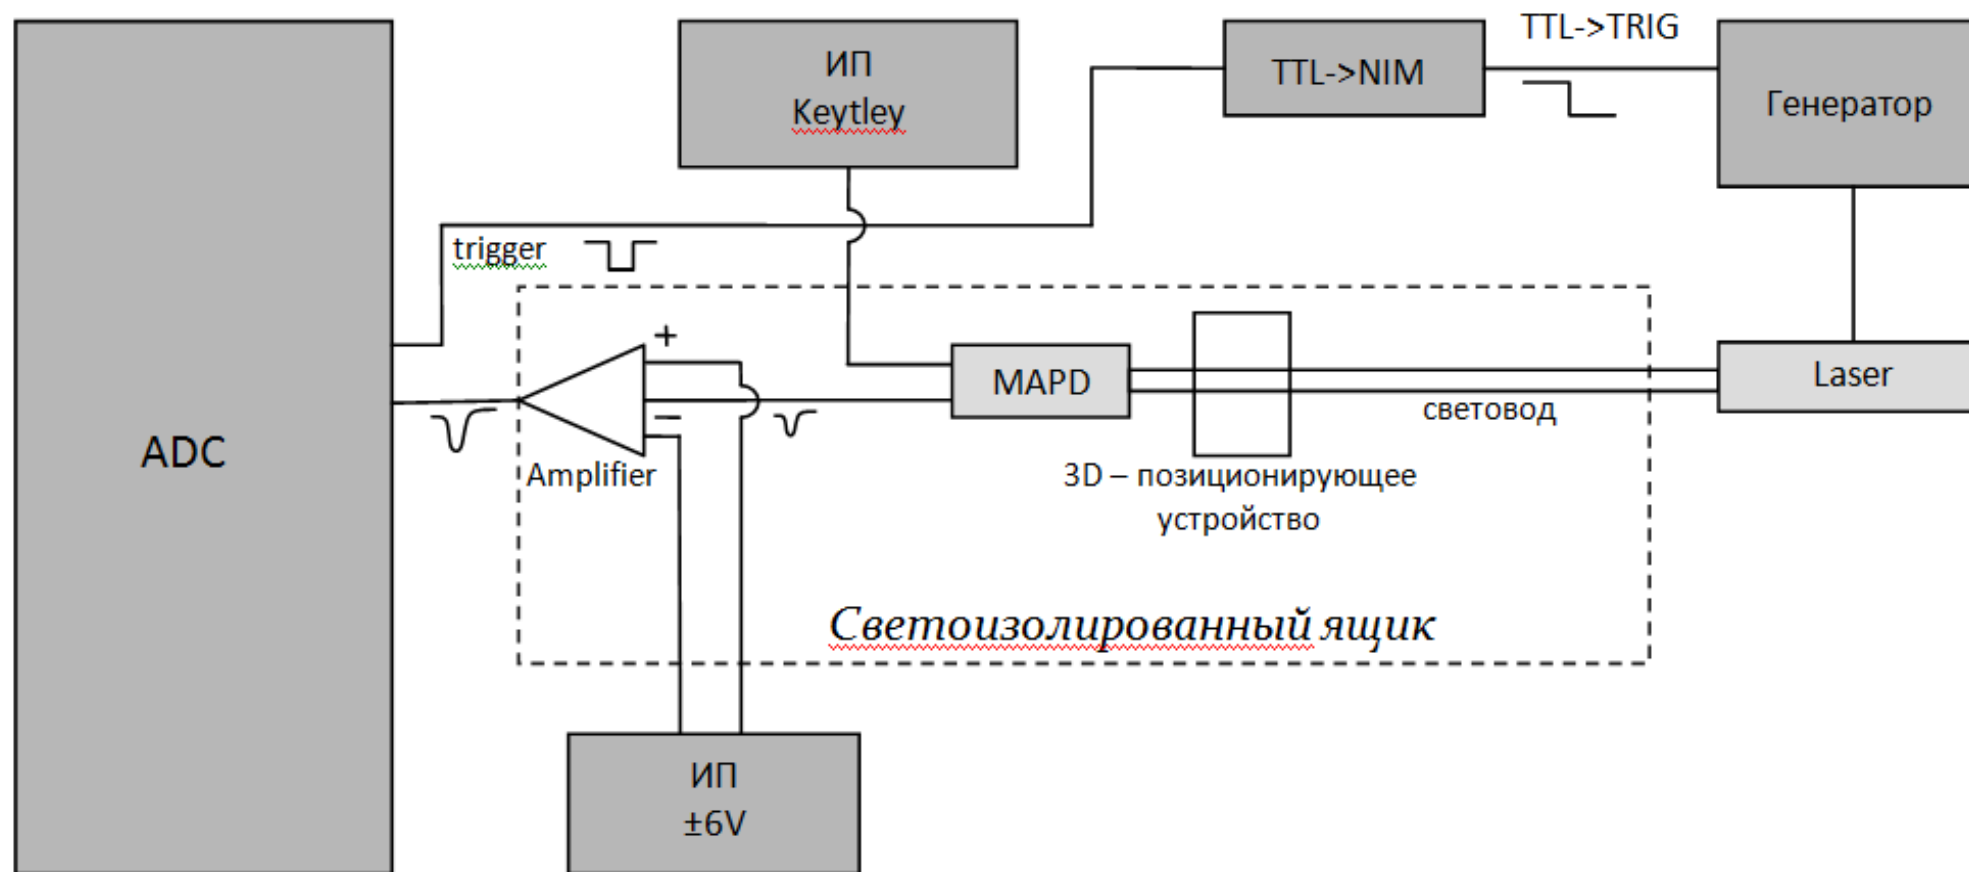 TTL->TRIG
ИП
Keytley
TTL->NIM
Генератор
trigger
+
MAPD
Laser
световод
–
ADC
Amplifier
3D – позиционирующее
устройство
Светоизолированный ящик
ИП
±6V